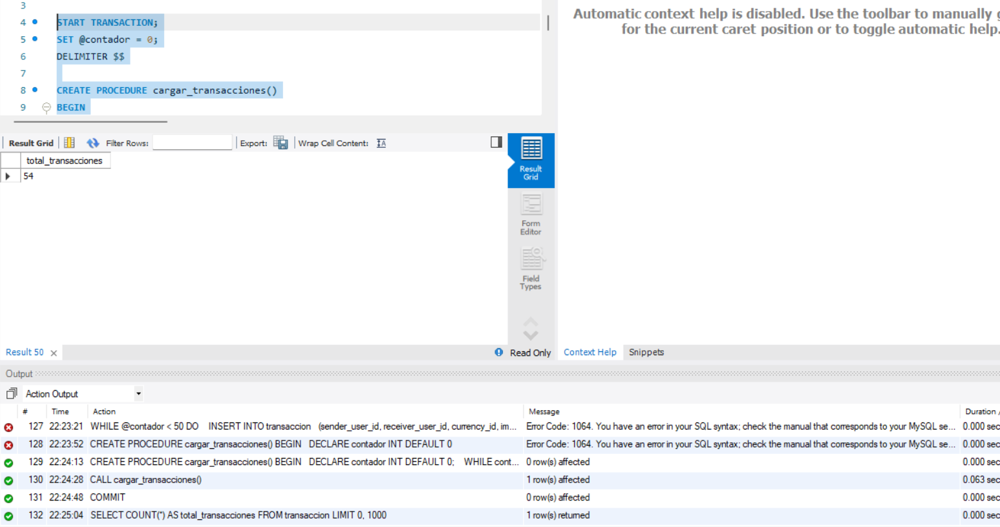 3
4 START TRANSACTION;
5 SET @contador = 0;
6 DELIMITER $$
7
8 CREATE PROCEDURE cargar_transacciones()
9 BEGIN
Automatic context help is disabled. Use the toolbar to manually g
for the current caret position or to toggle automatic help.
Result Grid Filter Rows: Export: Wrap Cell Content:
total_transacciones
54
Result
Grid
Form
Editor
Field
Types
Result 50
Read Only
Context Help Snippets
Output
Action Output
# Time Action Message Duration /
127 22:23:21 WHILE @contador < 50 DO INSERT INTO transaccion (sender_user_id, receiver_user_id, currency_id, im... Error Code: 1064. You have an error in your SQL syntax; check the manual that corresponds to your MySQL se... 0.000 sec
128 22:23:52 CREATE PROCEDURE cargar_transacciones() BEGIN DECLARE contador INT DEFAULT 0 Error Code: 1064. You have an error in your SQL syntax; check the manual that corresponds to your MySQL se... 0.000 sec
129 22:24:13 CREATE PROCEDURE cargar_transacciones() BEGIN DECLARE contador INT DEFAULT 0; WHILE cont... 0 row(s) affected 0.000 sec
130 22:24:28 CALL cargar_transacciones() 1 row(s) affected 0.063 sec
131 22:24:48 COMMIT 0 row(s) affected 0.000 sec
132 22:25:04 SELECT COUNT(*) AS total_transacciones FROM transaccion LIMIT 0, 1000 1 row(s) returned 0.000 sec